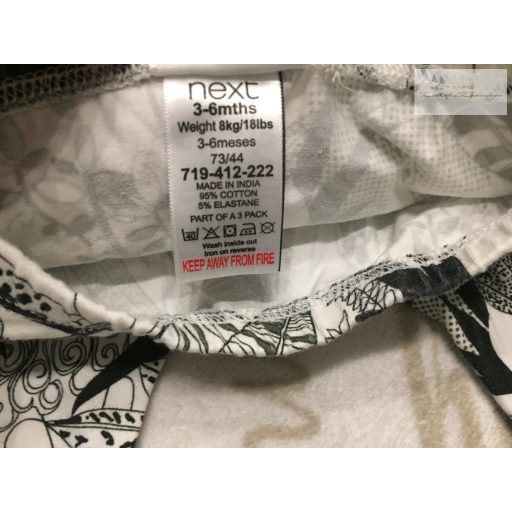 next
3-6mths
Weight 8kg/18lbs
3-6meses
73/44
719-412-222
MADE IN INDIA
95% COTTON
5% ELASTANE
PART OF A 3 PACK
40
Wash inside out
Iron on reverse
KEEP AWAY FROM FIRE